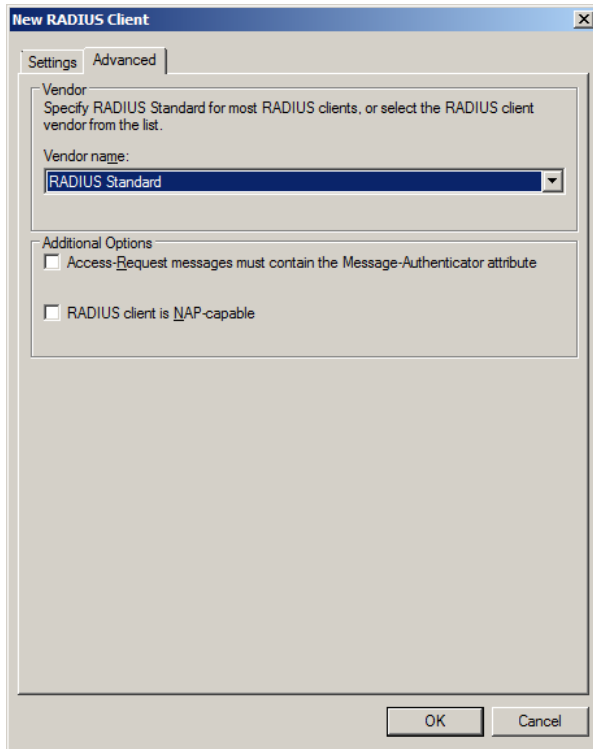 New RADIUS Client
Settings
Advanced
Vendor
Specify RADIUS Standard for most RADIUS clients, or select the RADIUS client
vendor from the list.
Vendor name:
RADIUS Standard
Additional Options
Access-Request messages must contain the Message-Authenticator attribute
RADIUS client is NAP-capable
OK
Cancel